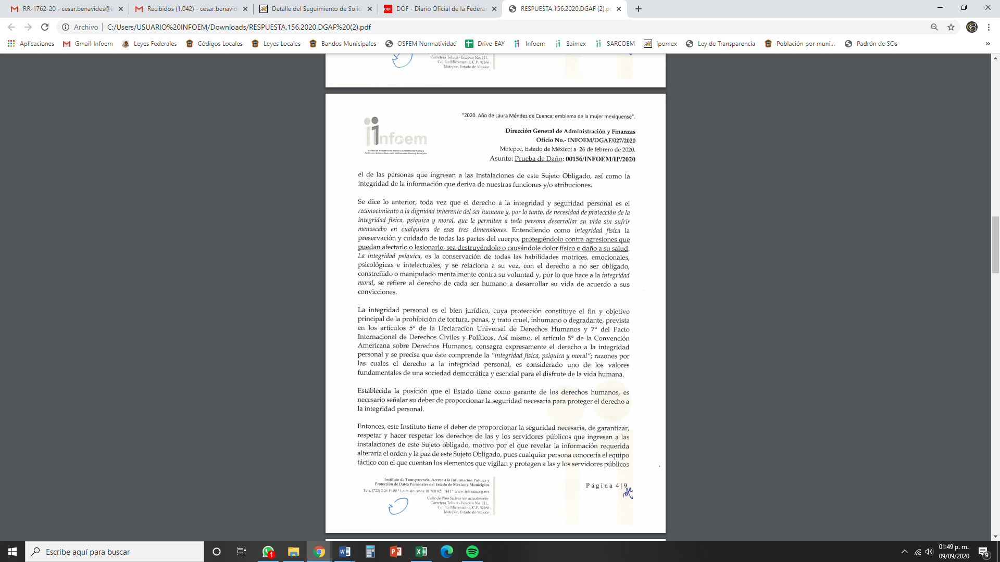 RR-1762-20 - cesar.benavides@i
Recibidos (1.042) - cesar.benavid
Detalle del Seguimiento de Solici
DOF - Diario Oficial de la Federac
RESPUESTA.156.2020.DGAF (2).p
Archivo
C:/Users/USUARIO%20INFOEM/Downloads/RESPUESTA.156.2020.DGAF%20(2).pdf
Aplicaciones
Gmail-Infoem
Leyes Federales
Códigos Locales
Leyes Locales
Bandos Municipales
OSFEM Normatividad
Drive-EAY
Infoem
Saimex
SARCOEM
Ipomex
Ley de Transparencia
Población por muni...
Padrón de SOs
»
Carretera Toluca - Ixtapan No. 111,
Col. La Michoacana, C.P. 52166
Metepec, Estado de México
"2020. Año de Laura Méndez de Cuenca; emblema de la mujer mexiquense".
infoem
Instituto de Transparencia, Acceso a la Información Pública y
Protección de Datos Personales del Estado de México y Municipios
Dirección General de Administración y Finanzas
Oficio No.- INFOEM/DGAF/027/2020
Metepec, Estado de México; a 26 de febrero de 2020.
Asunto: Prueba de Daño: 00156/INFOEM/IP/2020
el de las personas que ingresan a las Instalaciones de este Sujeto Obligado, así como la
integridad de la información que deriva de nuestras funciones y/o atribuciones.
Se dice lo anterior, toda vez que el derecho a la integridad y seguridad personal es el
reconocimiento a la dignidad inherente del ser humano y, por lo tanto, de necesidad de protección de la
integridad física, psíquica y moral, que le permiten a toda persona desarrollar su vida sin sufrir
menoscabo en cualquiera de esas tres dimensiones. Entendiendo como integridad física la
preservación y cuidado de todas las partes del cuerpo, protegiéndolo contra agresiones que
puedan afectarlo o lesionarlo, sea destruyéndolo o causándole dolor físico o daño a su salud.
La integridad psíquica, es la conservación de todas las habilidades motrices, emocionales,
psicológicas e intelectuales, y se relaciona a su vez, con el derecho a no ser obligado,
constreñido o manipulado mentalmente contra su voluntad y, por lo que hace a la integridad
moral, se refiere al derecho de cada ser humano a desarrollar su vida de acuerdo a sus
convicciones.
La integridad personal es el bien jurídico, cuya protección constituye el fin y objetivo
principal de la prohibición de tortura, penas, y trato cruel, inhumano o degradante, prevista
en los artículos 5° de la Declaración Universal de Derechos Humanos y 7° del Pacto
Internacional de Derechos Civiles y Políticos. Así mismo, el artículo 5° de la Convención
Americana sobre Derechos Humanos, consagra expresamente el derecho a la integridad
personal y se precisa que éste comprende la "integridad física, psíquica y moral"; razones por
las cuales el derecho a la integridad personal, es considerado uno de los valores
fundamentales de una sociedad democrática y esencial para el disfrute de la vida humana.
Establecida la posición que el Estado tiene como garante de los derechos humanos, es
necesario señalar su deber de proporcionar la seguridad necesaria para proteger el derecho a
la integridad personal.
Entonces, este Instituto tiene el deber de proporcionar la seguridad necesaria, de garantizar,
respetar y hacer respetar los derechos de las y los servidores públicos que ingresan a las
instalaciones de este Sujeto obligado, motivo por el que revelar la información requerida
alteraría el orden y la paz de este Sujeto Obligado, pues cualquier persona conocería el equipo
táctico con el que cuentan los elementos que vigilan y protegen a las y los servidores públicos
Instituto de Transparencia, Acceso a la Información Pública y
Protección de Datos Personales del Estado de México y Municipios
Tels. (722) 2 26 19 80 * Lada sin costo: 01 800 821 0441 * www.infoem.org.mx
Calle de Pino Suárez s/n actualmente
Carretera Toluca - Ixtapan No. 111,
Col. La Michoacana, C.P. 52166
Metepec, Estado de México
Página 4|9
Escribe aquí para buscar
1
01:49 p. m.
09/09/2020
9